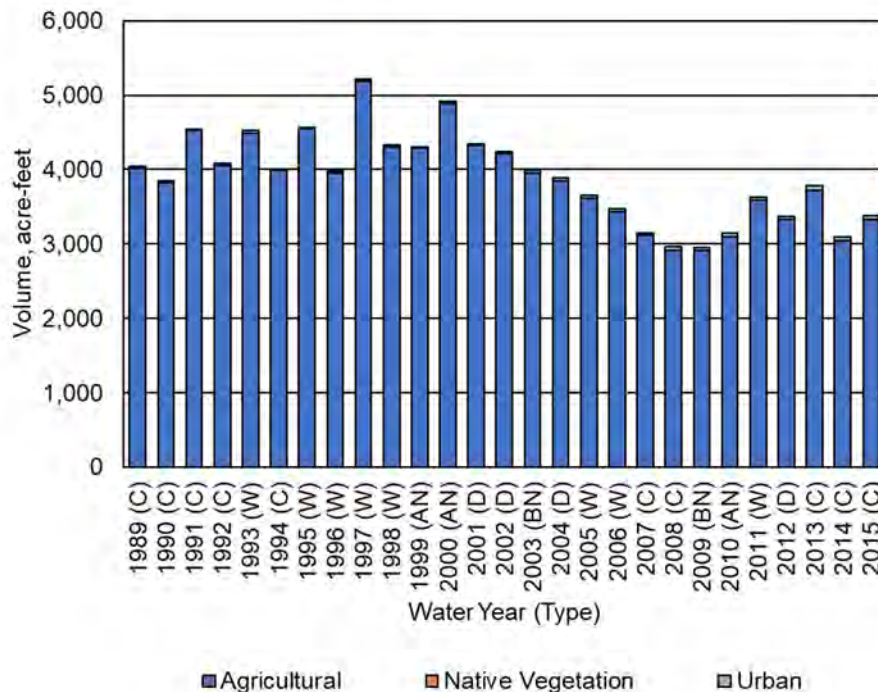 6,000
5,000
4,000
3,000
2,000
1,000
0
Volume, acre-feet
1989 (C)
1990 (C)
1991 (C)
1992 (C)
1993 (W)
1994 (C)
1995 (W)
1996 (W)
1997 (W)
1998 (W)
1999 (AN)
2000 (AN)
2001 (D)
2002 (D)
2003 (BN)
2004 (D)
2005 (W)
2006 (W)
2007 (C)
2008 (C)
2009 (BN)
2010 (AN)
2011 (W)
2012 (D)
2013 (C)
2014 (C)
2015 (C)
Water Year (Type)
Agricultural Native Vegetation Urban